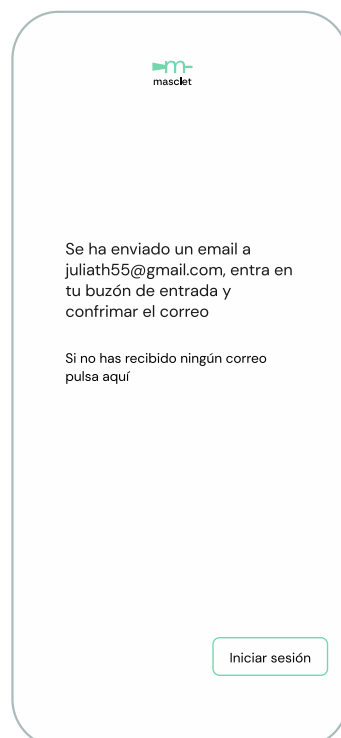 masclet
Se ha enviado un email a
juliath55@gmail.com, entra en
tu buzón de entrada y
confrimar el correo
Si no has recibido ningún correo
pulsa aquí
Iniciar sesión